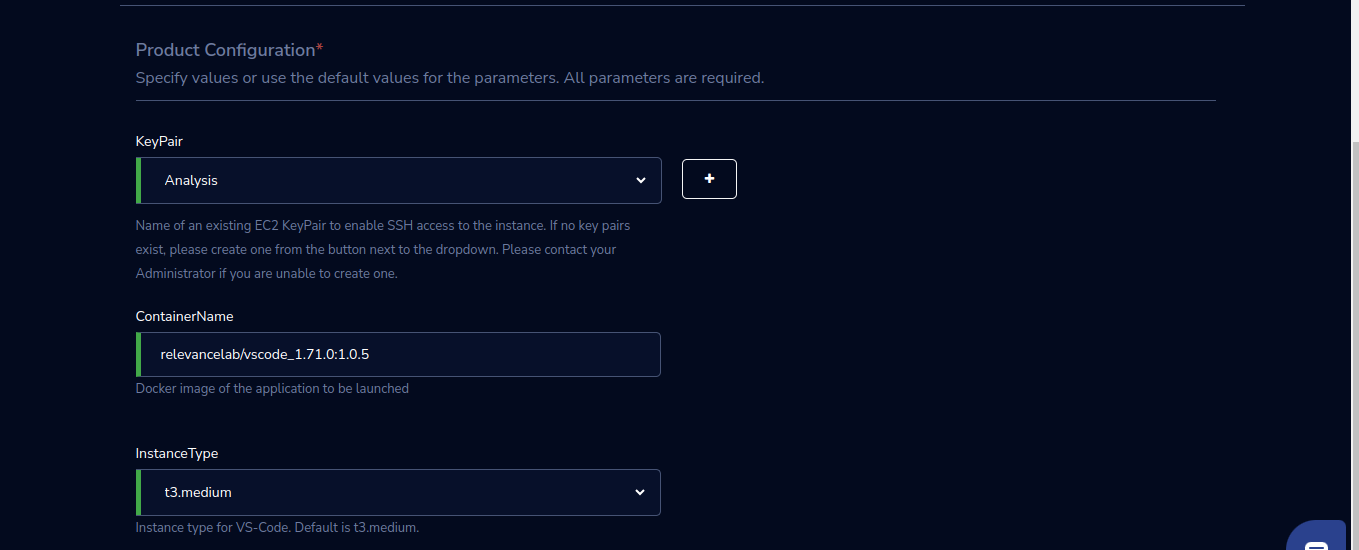 Product Configuration*
Specify values or use the default values for the parameters. All parameters are required.
KeyPair
Analysis
+
Name of an existing EC2 KeyPair to enable SSH access to the instance. If no key pairs
exist, please create one from the button next to the dropdown. Please contact your
Administrator if you are unable to create one.
ContainerName
relevancelab/vscode_1.71.0:1.0.5
Docker image of the application to be launched
InstanceType
t3.medium
Instance type for VS-Code. Default is t3.medium.